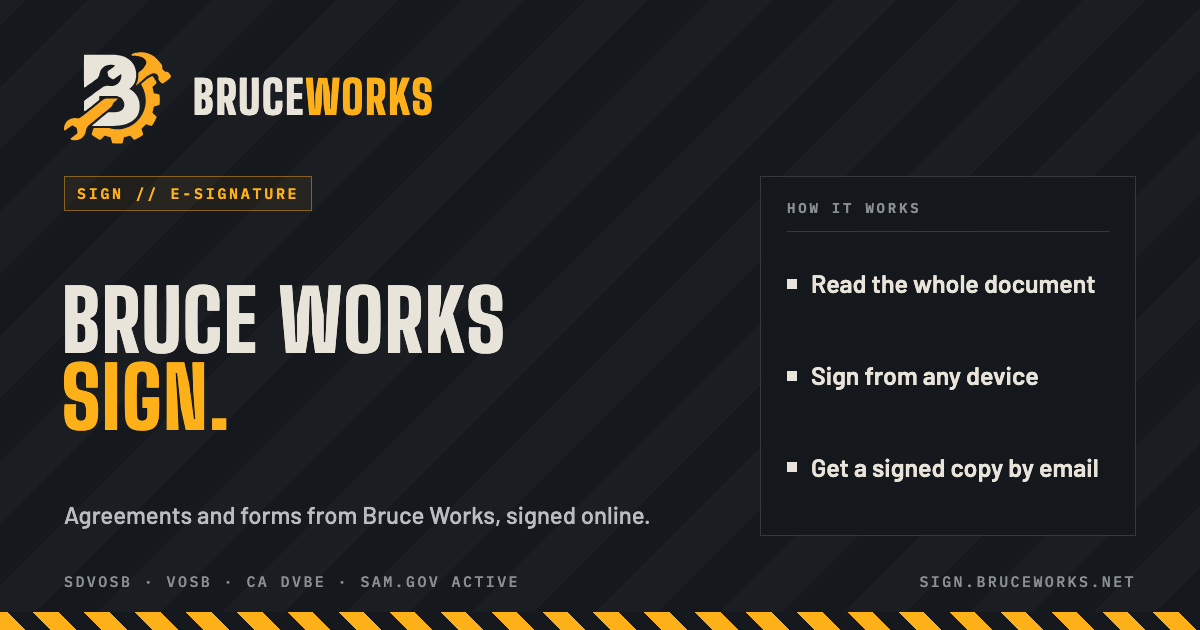 BRUCEWORKS
SIGN // E-SIGNATURE
BRUCE WORKS
SIGN.
Agreements and forms from Bruce Works, signed online.
HOW IT WORKS
Read the whole document
Sign from any device
Get a signed copy by email
SDVOSB · VOSB · CA DVBE · SAM.GOV ACTIVE
SIGN.BRUCEWORKS.NET